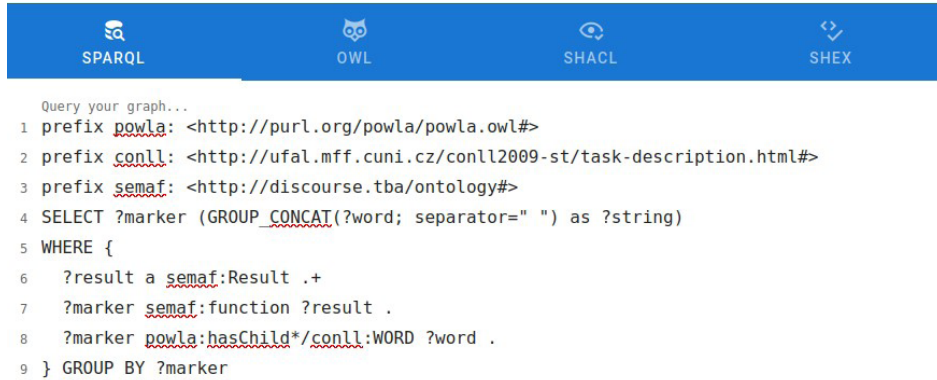 SPARQL OWL SHACL SHEX
Query your graph...
1 prefix powla: <http://purl.org/powla/powla.owl#>
2 prefix conll: <http://ufal.mff.cuni.cz/conll2009-st/task-description.html#>
3 prefix semaf: <http://discourse.tba/ontology#>
4 SELECT ?marker (GROUP_CONCAT(?word; separator=" ") as ?string)
5 WHERE {
6 ?result a semaf:Result .+
7 ?marker semaf:function ?result .
8 ?marker powla:hasChild*/conll:WORD ?word .
9 } GROUP BY ?marker